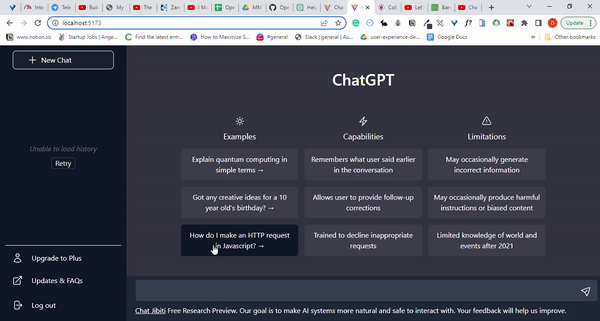 Inte
Tele
Buil
My
The
Zan
I Ma
Ope
MM
Opc
Help
Cha
Coll
Let'
Bar
Cha
localhost:5173
Update
www.notion.so
Startup Jobs | Ange...
Find the latest entr...
How to Maximize S...
#general
Slack | general | Au...
user-experience-de...
Google Docs
Other bookmarks
+ New Chat
Unable to load history
Retry
Upgrade to Plus
Updates & FAQs
Log out
ChatGPT
Examples
Explain quantum computing in
simple terms →
Got any creative ideas for a 10
year old's birthday? →
How do I make an HTTP request
in Javascript? →
Capabilities
Remembers what user said earlier
in the conversation
Allows user to provide follow-up
corrections
Trained to decline inappropriate
requests
Limitations
May occasionally generate
incorrect information
May occasionally produce harmful
instructions or biased content
Limited knowledge of world and
events after 2021
Chat Jibiti Free Research Preview. Our goal is to make AI systems more natural and safe to interact with. Your feedback will help us improve.